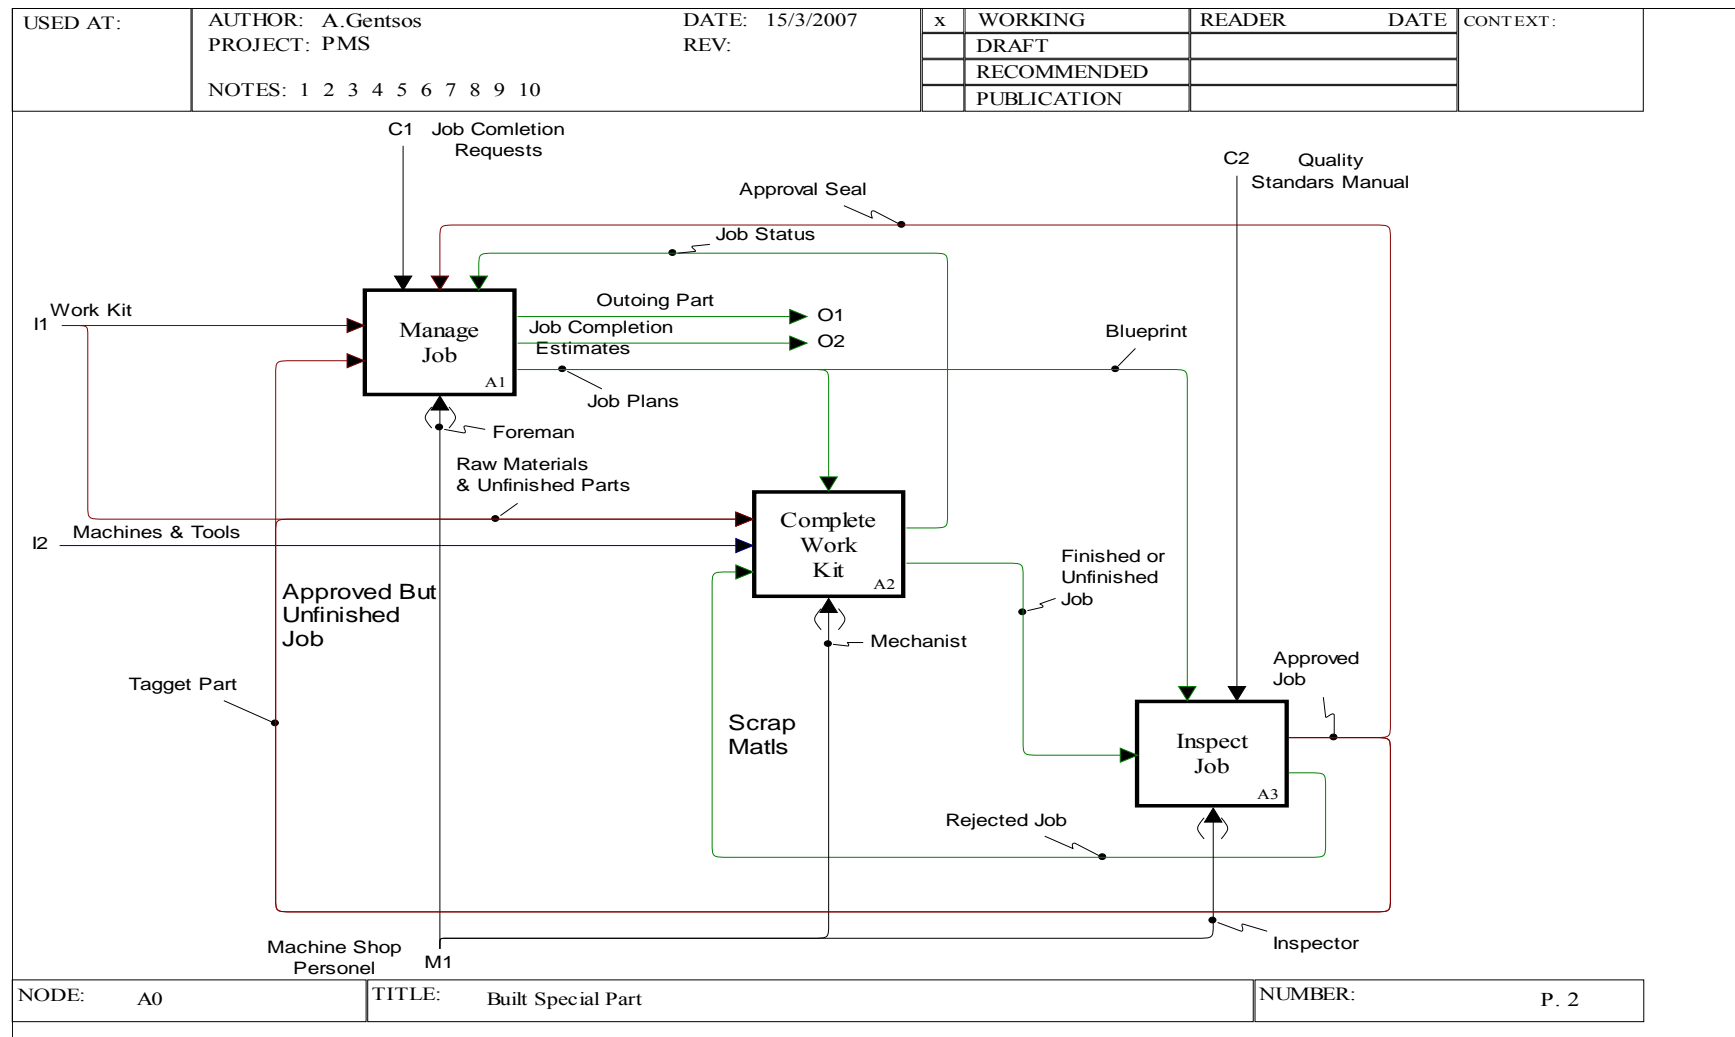 USED AT:
AUTHOR: A.Gentsos
DATE: 15/3/2007
PROJECT: PMS
REV:
NOTES: 1 2 3 4 5 6 7 8 9 10
x WORKING
DRAFT
RECOMMENDED
PUBLICATION
READER DATE
CONTEXT:
C1 Job Comletion
Requests
C2 Quality
Standars Manual
Approval Seal
Job Status
I1 Work Kit
Manage
Job
A1
Outoing Part
O1
Job Completion
Estimates
O2
Blueprint
Job Plans
Foreman
Raw Materials
& Unfinished Parts
I2 Machines & Tools
Complete
Work
Kit
A2
Finished or
Unfinished
Job
Approved But
Unfinished
Job
Mechanist
Tagget Part
Approved
Job
Scrap
Matls
Inspect
Job
A3
Rejected Job
Machine Shop
Personel
M1
Inspector
NODE: A0
TITLE: Built Special Part
NUMBER: P. 2